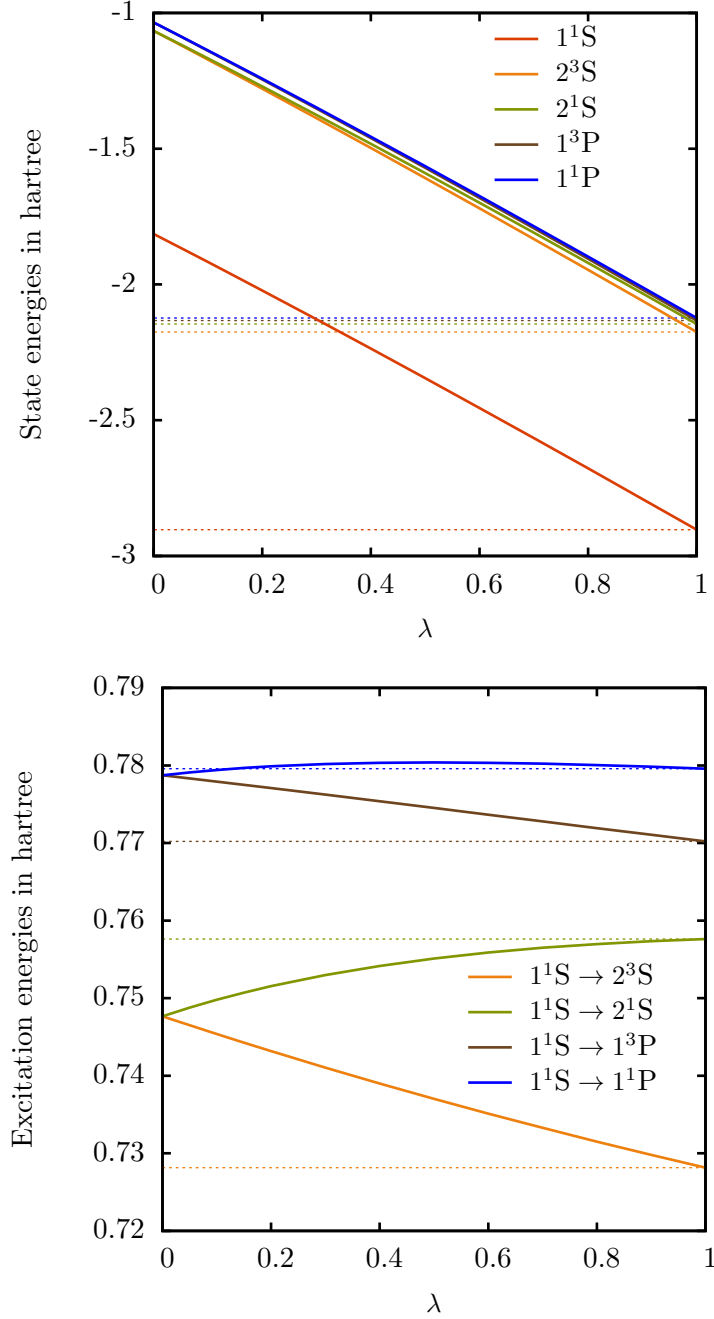 State energies in hartree
-1
-1.5
-2
-2.5
-3
1¹S
2³S
2¹S
1³P
1¹P
0 0.2 0.4 0.6 0.8 1
λ
Excitation energies in hartree
0.79
0.78
0.77
0.76
0.75
0.74
0.73
0.72
1¹S → 2³S
1¹S → 2¹S
1¹S → 1³P
1¹S → 1¹P
0 0.2 0.4 0.6 0.8 1
λ